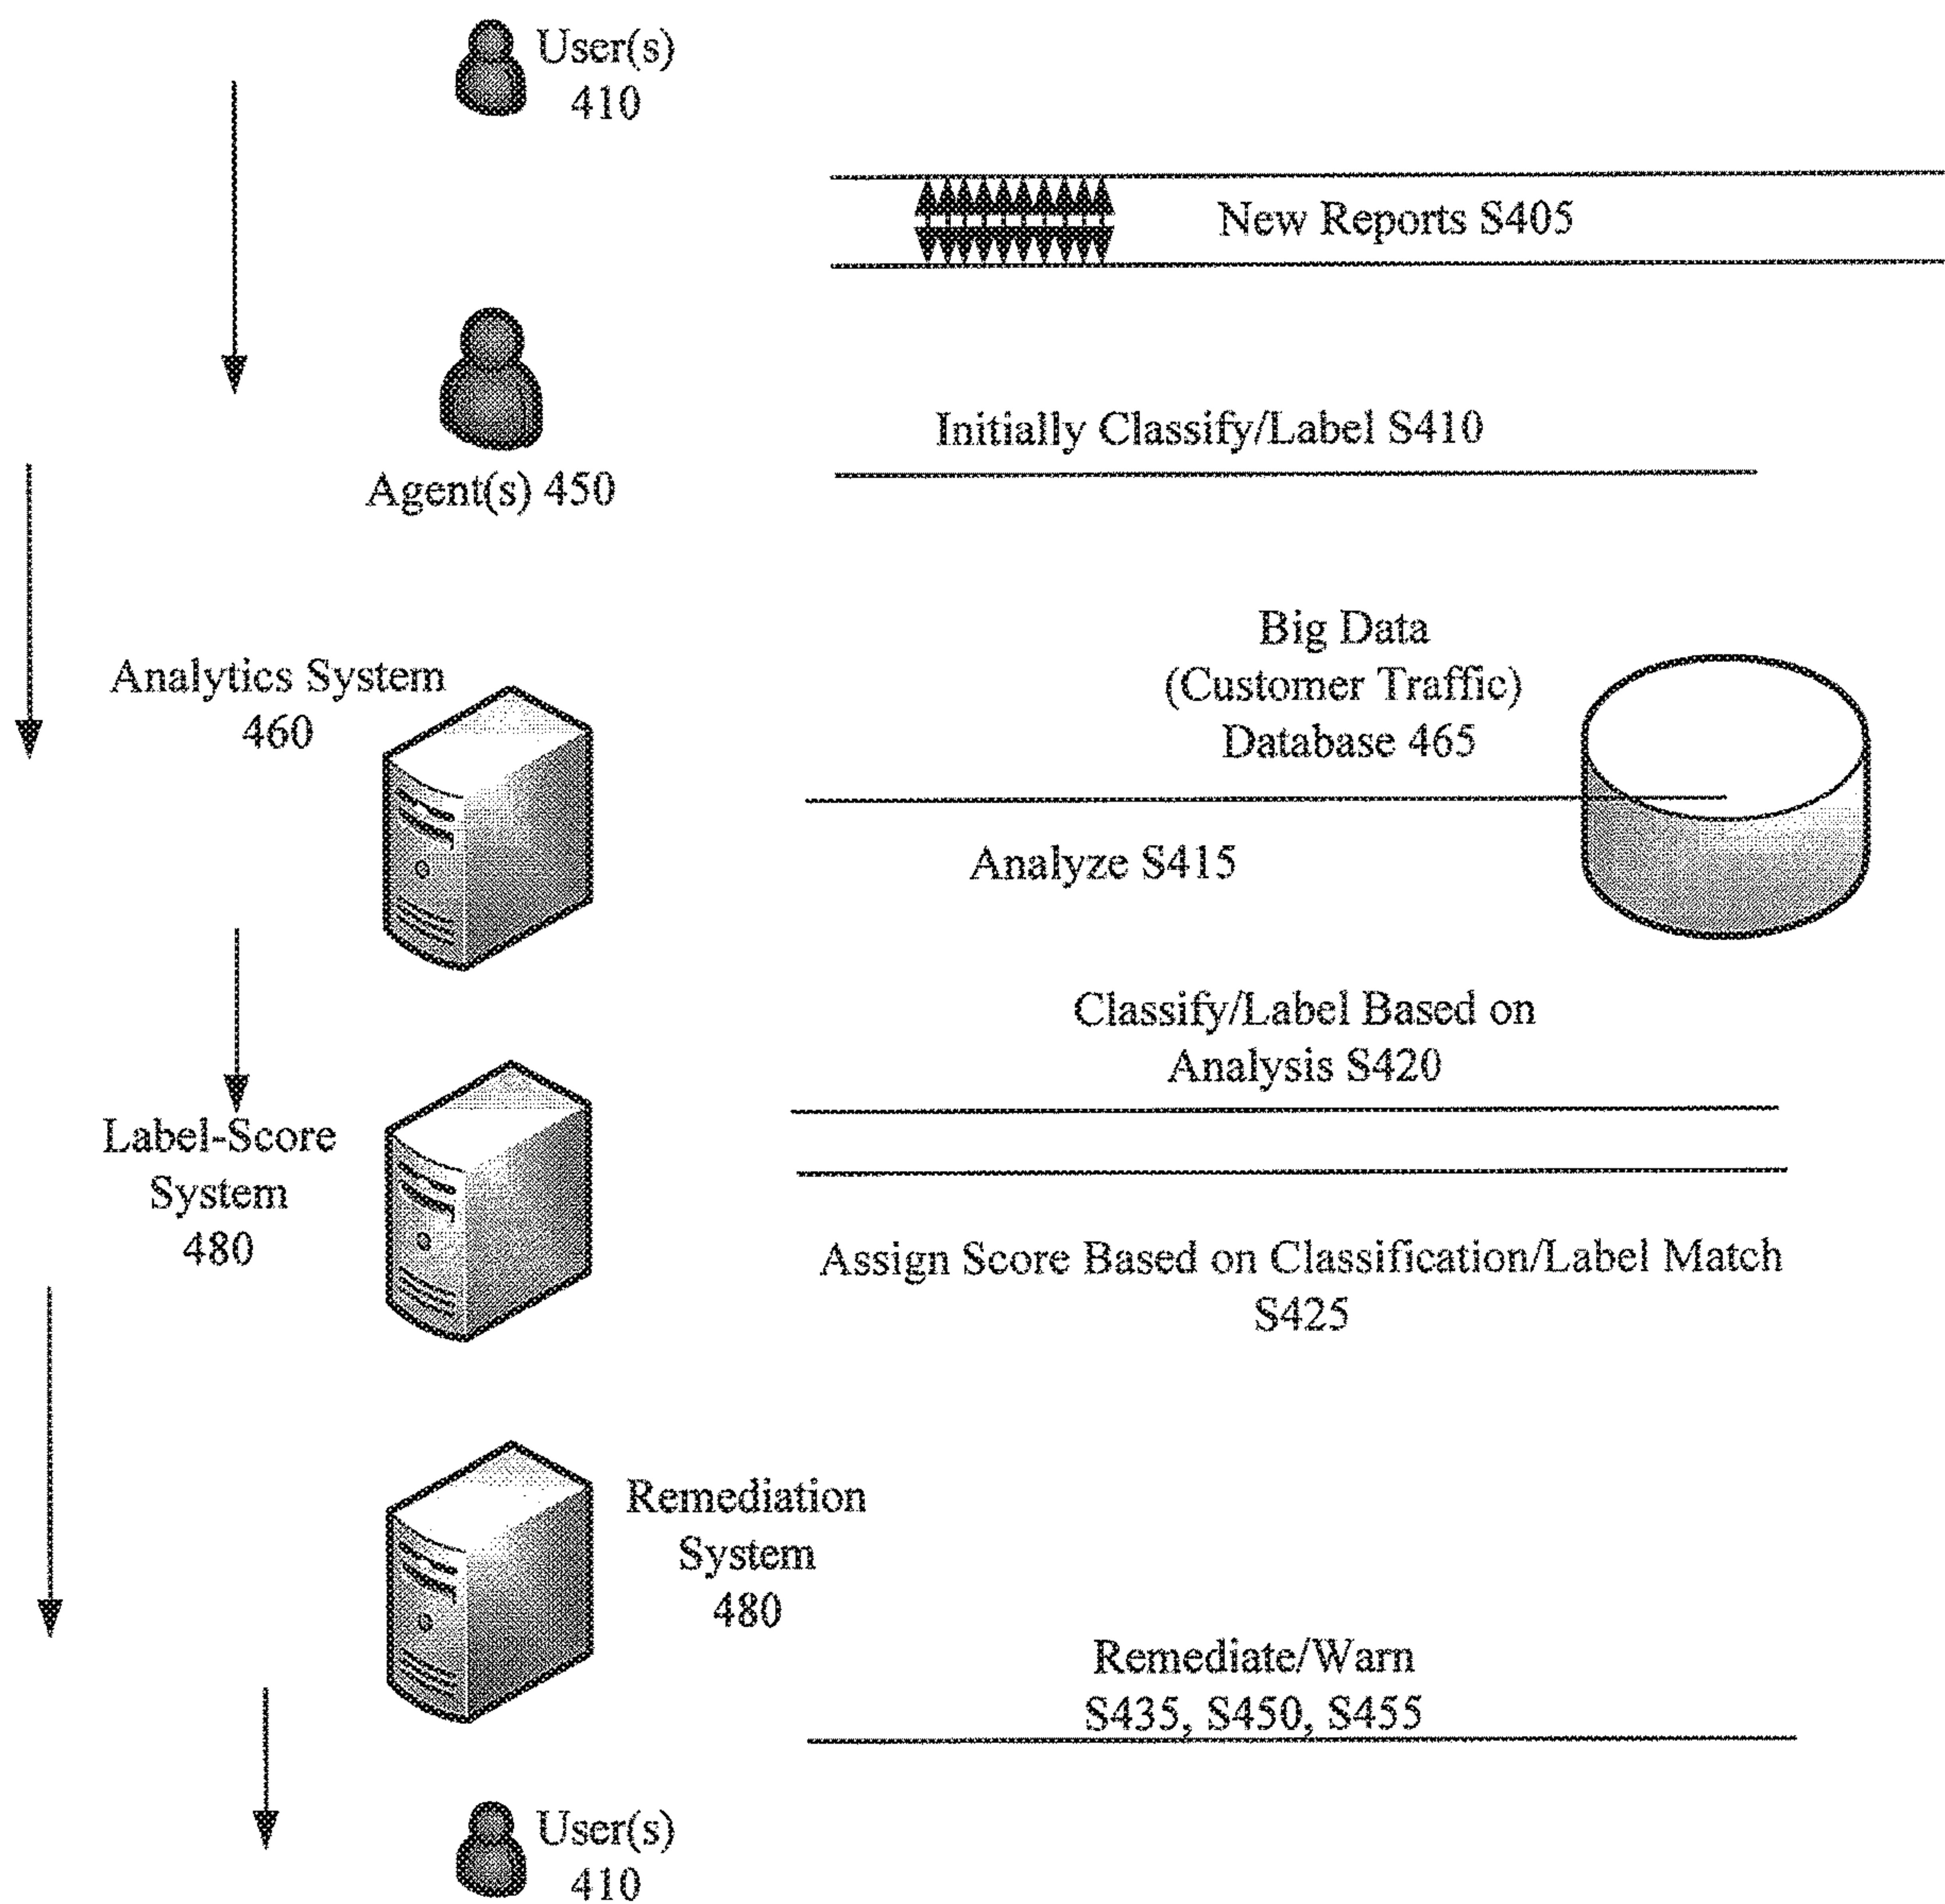 User(s)
410
New Reports S405
Initially Classify/Label S410
Agent(s) 450
Big Data
(Customer Traffic)
Database 465
Analytics System
460
Analyze S415
Classify/Label Based on
Analysis S420
Label-Score
System
480
Assign Score Based on Classification/Label Match
S425
Remediation
System
480
Remediate/Warn
S435, S450, S455
User(s)
410